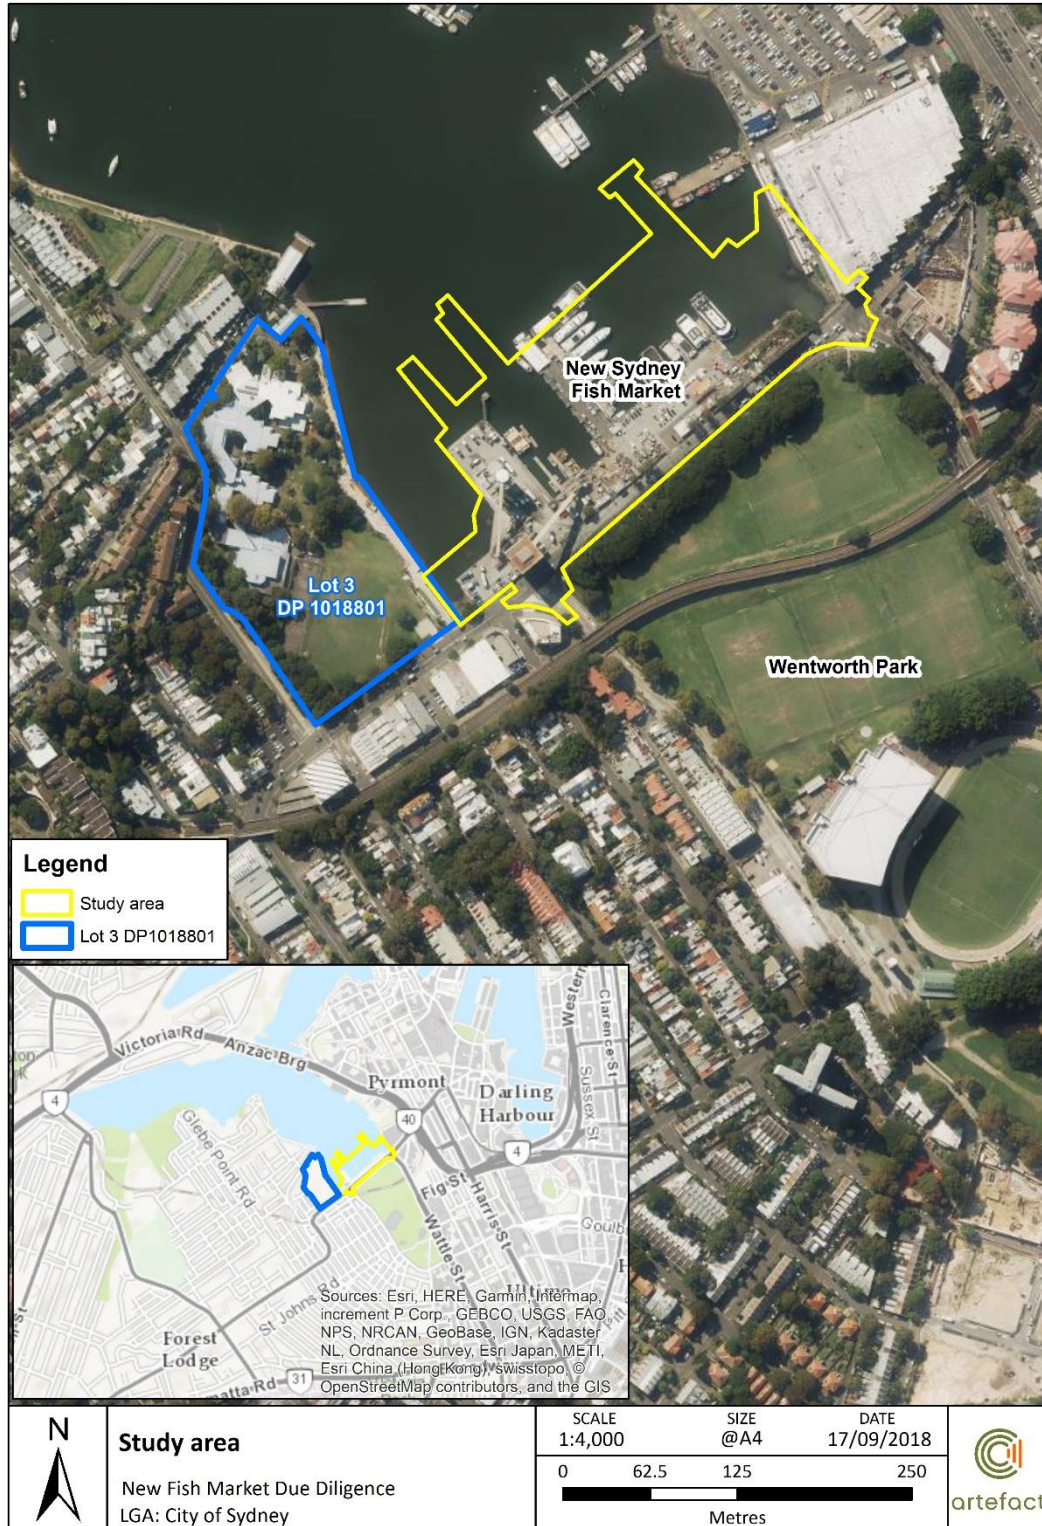 New Sydney
Fish Market
Lot 3
DP 1018801
Wentworth Park
Legend
Study area
Lot 3 DP1018801
Victoria Rd
Anzac Brg
Western
Clarence St
Sussex St
Pyrmont
Darling
Harbour
4
40
4
Glebe Point Rd
Fig St
Harris St
Wattle St
Goulb
Ultimo
St Johns Rd
Forest
Lodge
matta Rd
31
Sources: Esri, HERE, Garmin, Intermap,
increment P Corp., GEBCO, USGS, FAO,
NPS, NRCAN, GeoBase, IGN, Kadaster
NL, Ordnance Survey, Esri Japan, METI,
Esri China (Hong Kong), swisstopo, ©
OpenStreetMap contributors, and the GIS
N
Study area
New Fish Market Due Diligence
LGA: City of Sydney
SCALE
1:4,000
SIZE
@A4
DATE
17/09/2018
0 62.5 125 250
Metres
artefact